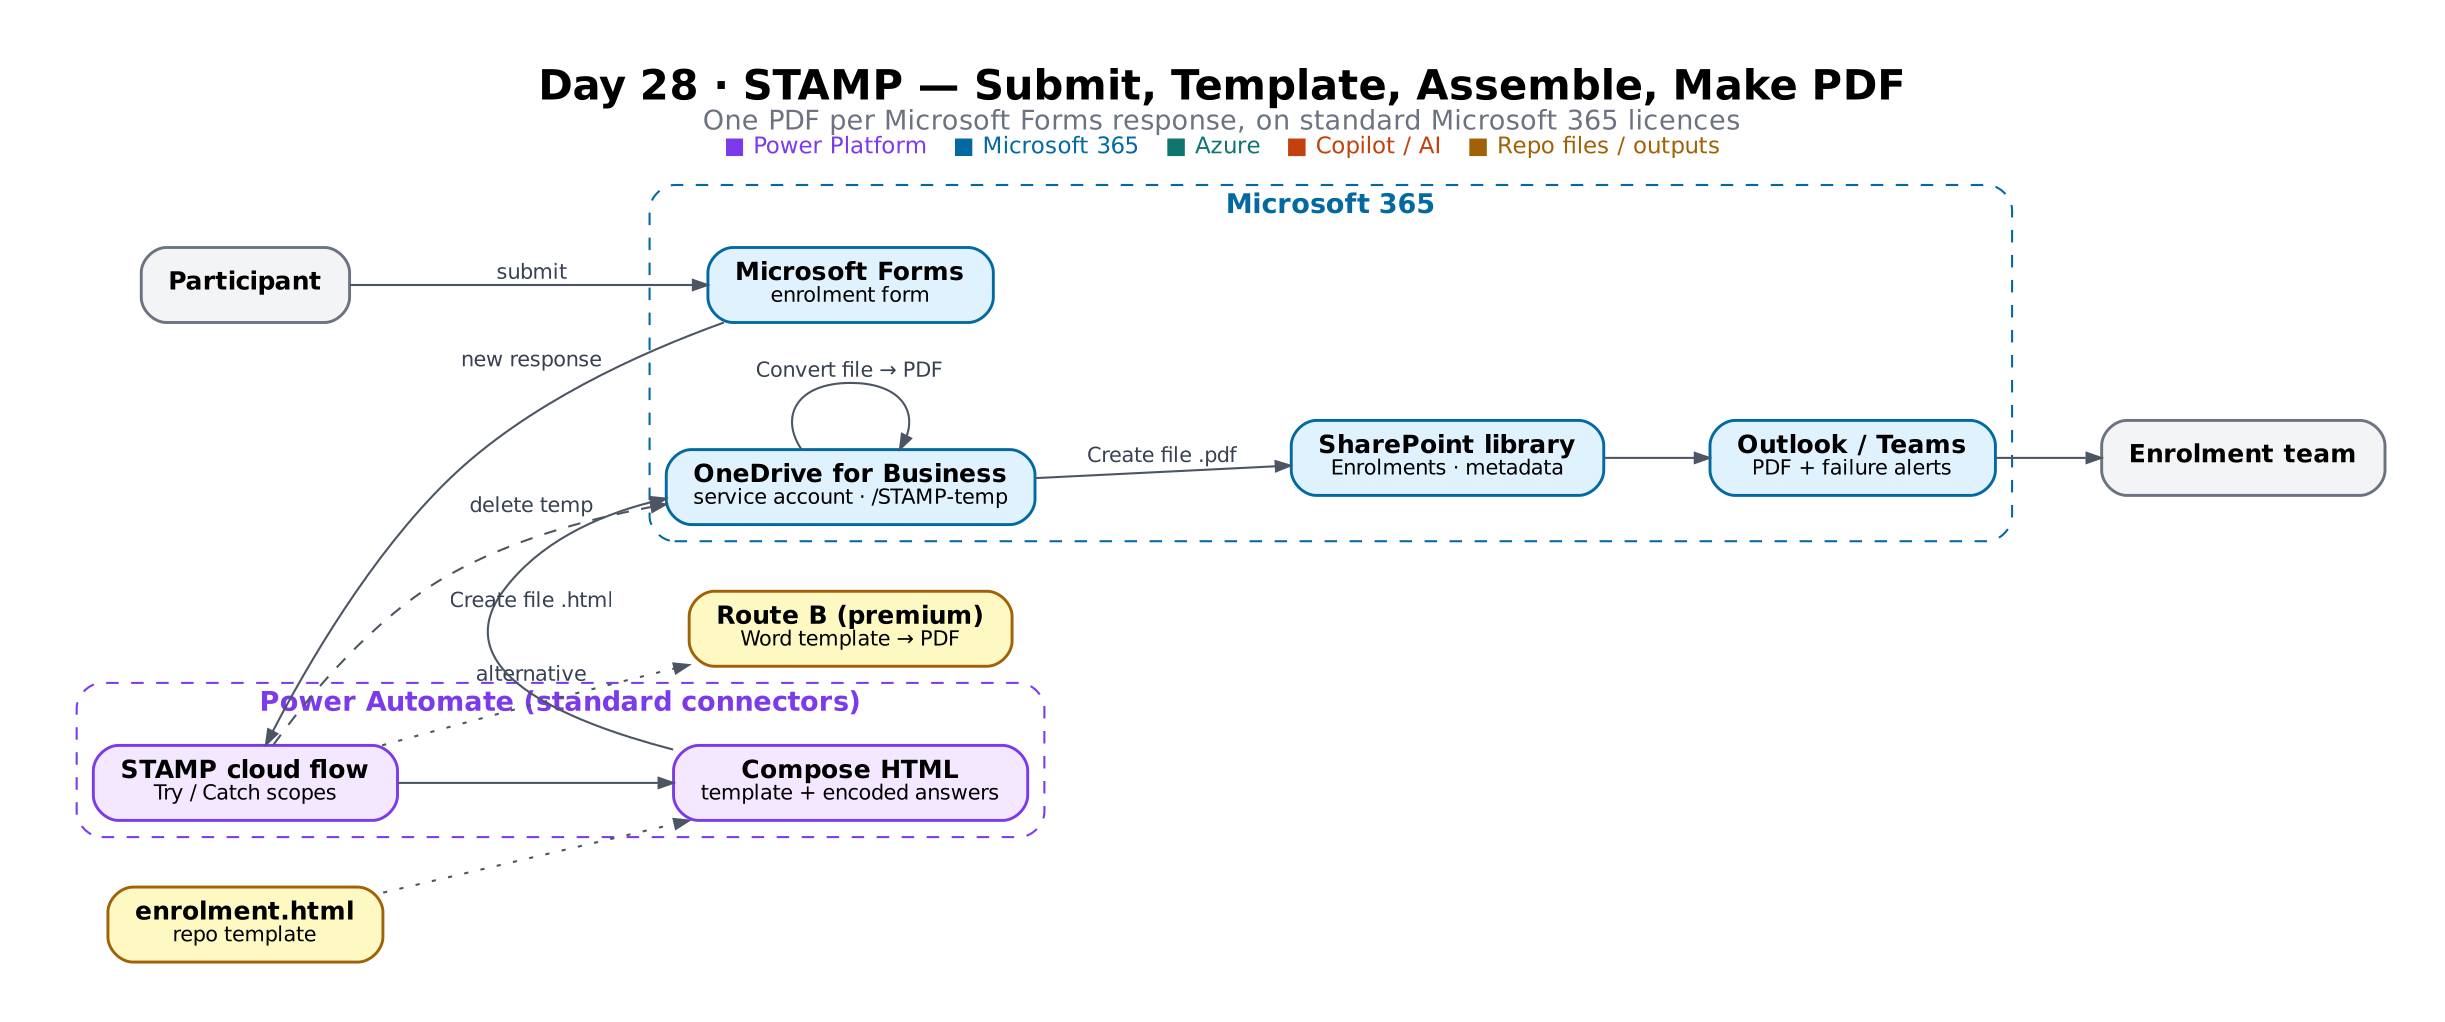 Day 28 · STAMP — Submit, Template, Assemble, Make PDF
One PDF per Microsoft Forms response, on standard Microsoft 365 licences
Power Platform Microsoft 365 Azure Copilot / AI Repo files / outputs
Microsoft 365
Participant
submit
Microsoft Forms
enrolment form
new response
Convert file → PDF
OneDrive for Business
service account · /STAMP-temp
Create file .pdf
SharePoint library
Enrolments · metadata
Outlook / Teams
PDF + failure alerts
Enrolment team
delete temp
Create file .html
Route B (premium)
Word template → PDF
alternative
Power Automate (standard connectors)
STAMP cloud flow
Try / Catch scopes
Compose HTML
template + encoded answers
enrolment.html
repo template